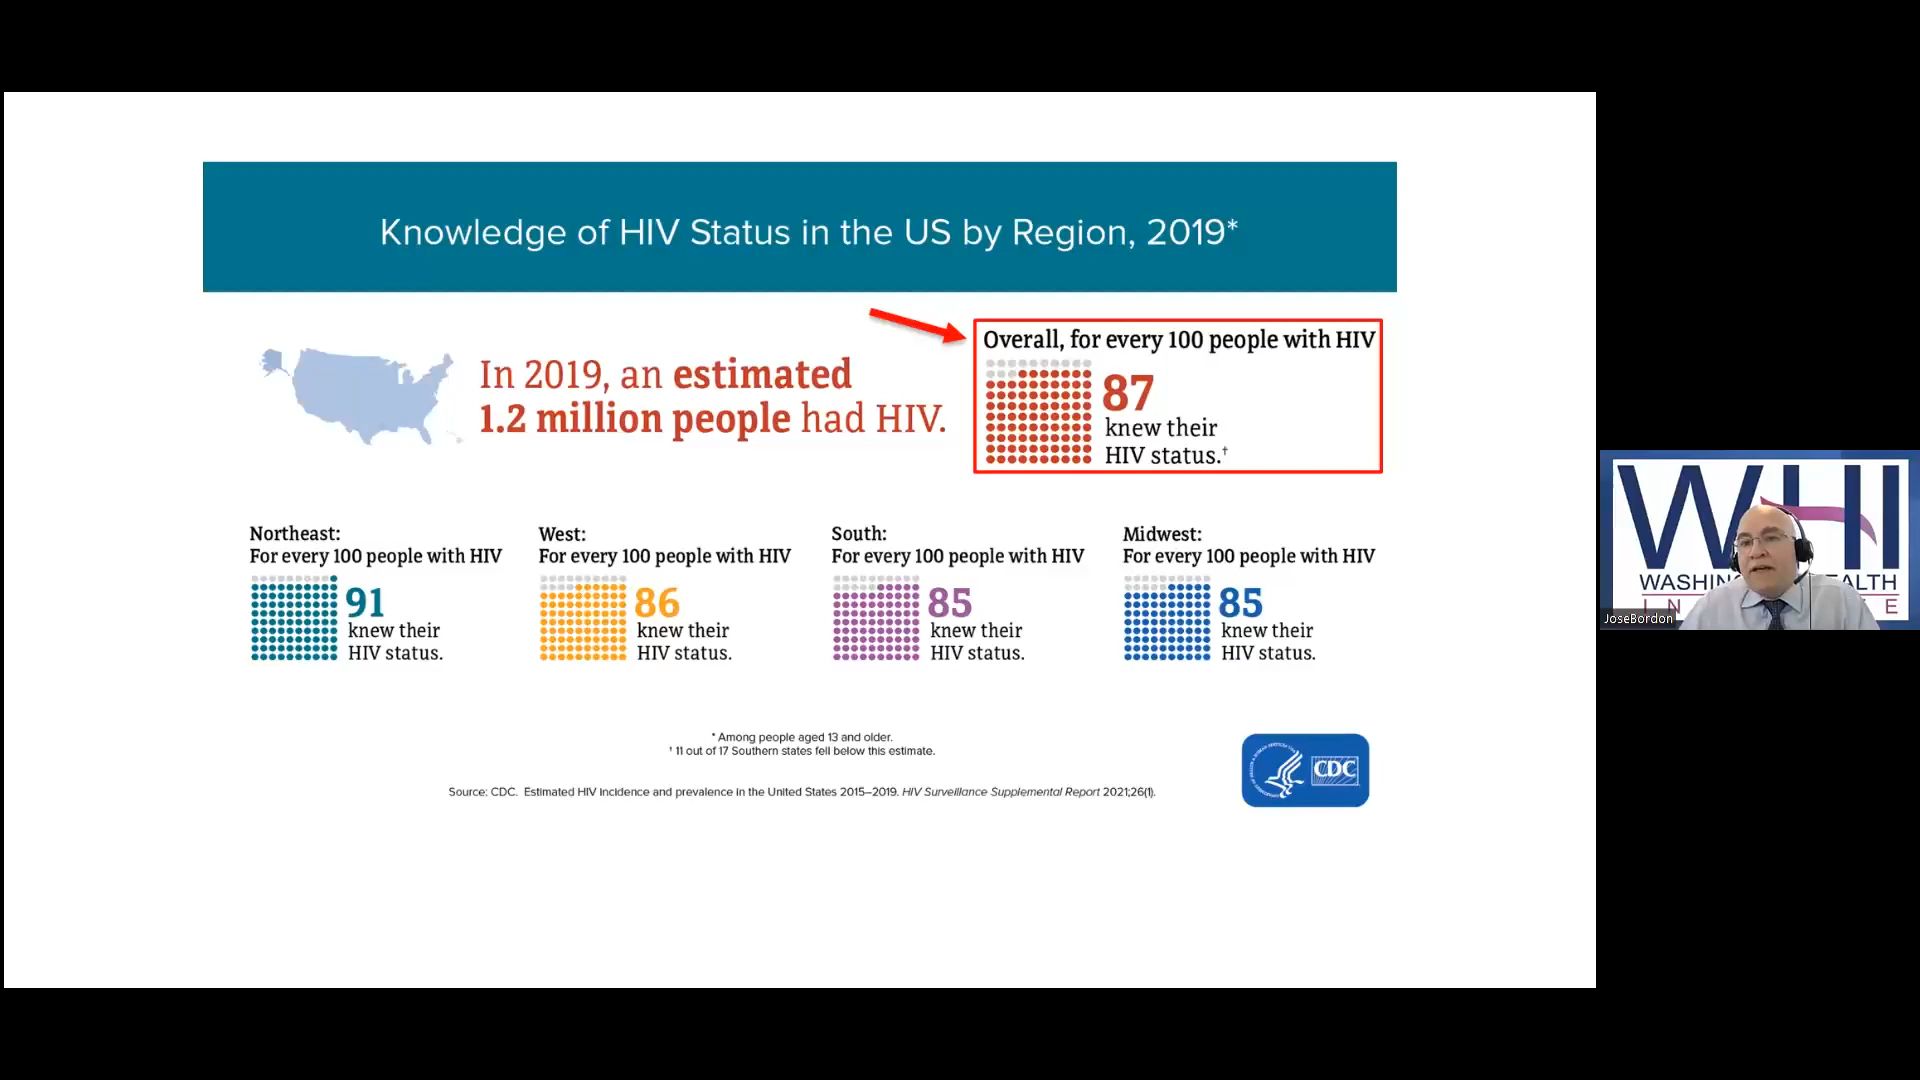 Knowledge of HIV Status in the US by Region, 2019*
In 2019, an estimated
1.2 million people had HIV.
Overall, for every 100 people with HIV
87
knew their
HIV status.†
Northeast:
For every 100 people with HIV
91
knew their
HIV status.
West:
For every 100 people with HIV
86
knew their
HIV status.
South:
For every 100 people with HIV
85
knew their
HIV status.
Midwest:
For every 100 people with HIV
85
knew their
HIV status.
* Among people aged 13 and older.
† 11 out of 17 Southern states fell below this estimate.
Source: CDC. Estimated HIV incidence and prevalence in the United States 2015–2019. HIV Surveillance Supplemental Report 2021;26(1).
CDC
WHI
JoseBordon